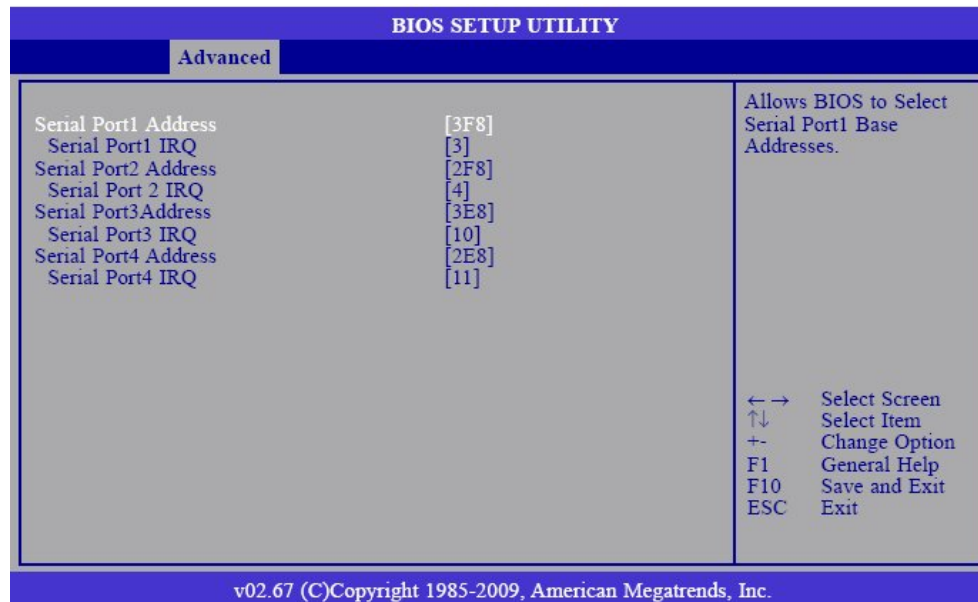 BIOS SETUP UTILITY
Advanced
Serial Port1 Address [3F8]
Serial Port1 IRQ [3]
Serial Port2 Address [2F8]
Serial Port 2 IRQ [4]
Serial Port3Address [3E8]
Serial Port3 IRQ [10]
Serial Port4 Address [2E8]
Serial Port4 IRQ [11]
Allows BIOS to Select
Serial Port1 Base
Addresses.
←→ Select Screen
↑↓ Select Item
+- Change Option
F1 General Help
F10 Save and Exit
ESC Exit
v02.67 (C)Copyright 1985-2009, American Megatrends, Inc.